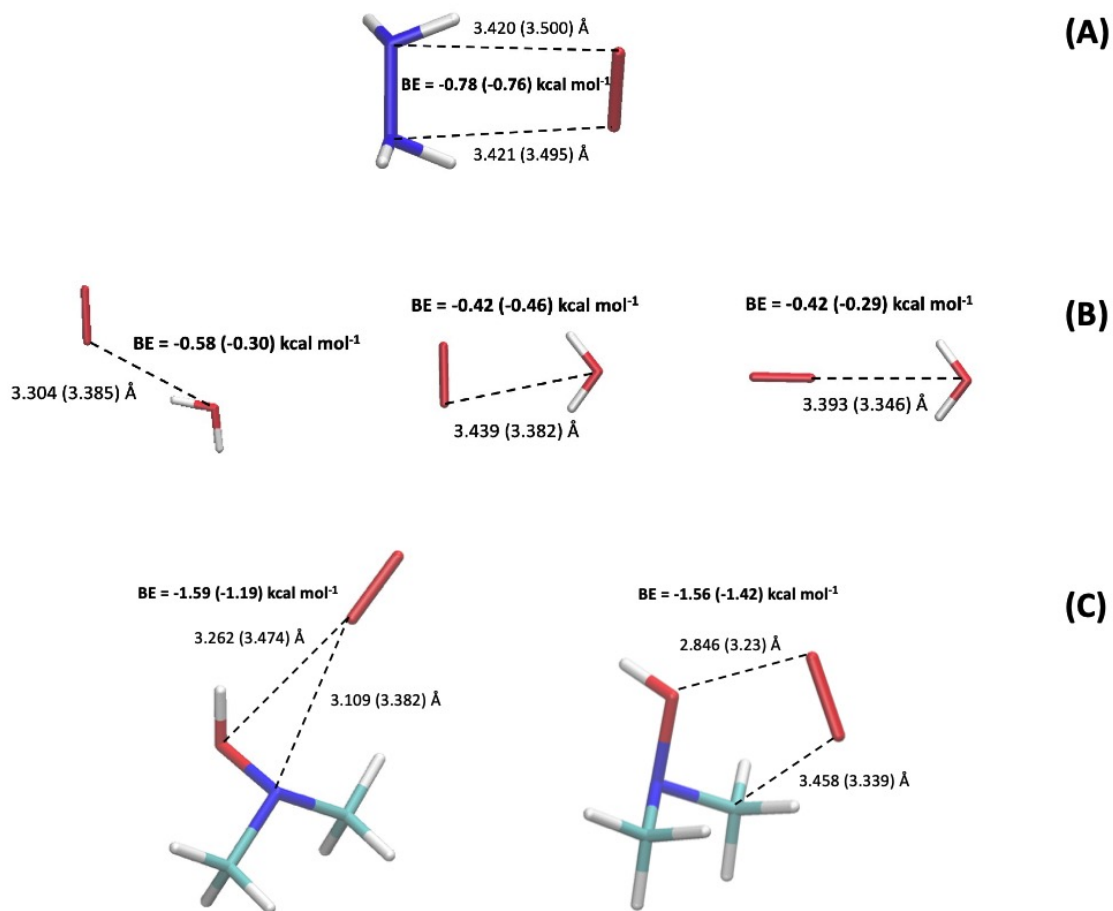 3.420 (3.500) Å
(A)
BE = -0.78 (-0.76) kcal mol⁻¹
3.421 (3.495) Å
BE = -0.58 (-0.30) kcal mol⁻¹
3.304 (3.385) Å
BE = -0.42 (-0.46) kcal mol⁻¹
3.439 (3.382) Å
BE = -0.42 (-0.29) kcal mol⁻¹
3.393 (3.346) Å
(B)
BE = -1.59 (-1.19) kcal mol⁻¹
3.262 (3.474) Å
3.109 (3.382) Å
BE = -1.56 (-1.42) kcal mol⁻¹
2.846 (3.23) Å
3.458 (3.339) Å
(C)